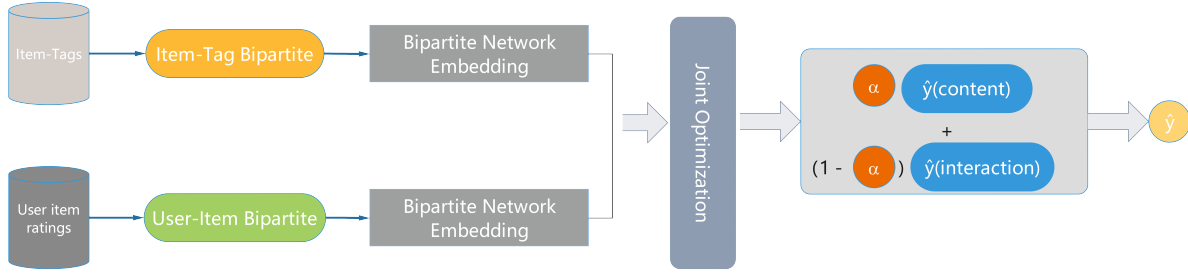 Item-Tags
Item-Tag Bipartite
Bipartite Network
Embedding
User item
ratings
User-Item Bipartite
Bipartite Network
Embedding
Joint Optimization
α ŷ(content)
+
(1 - α ) ŷ(interaction)
ŷ